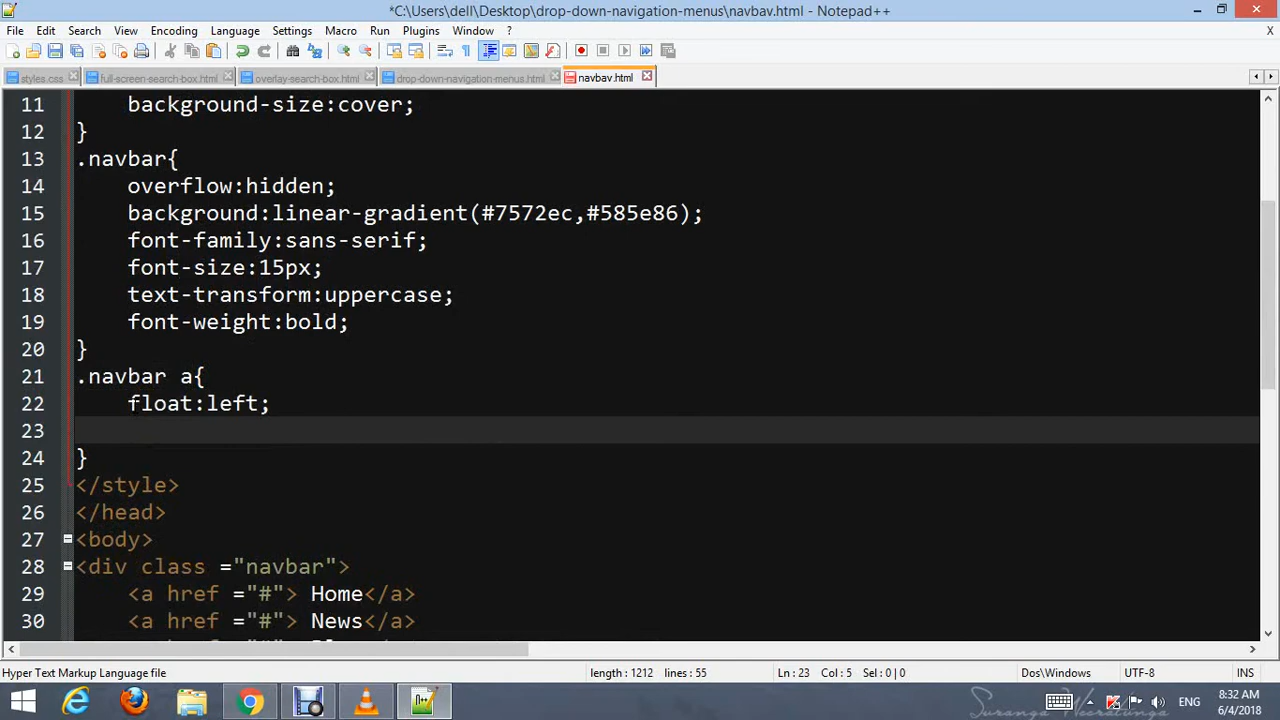 *C:\Users\dell\Desktop\drop-down-navigation-menus\navbav.html - Notepad++
File Edit Search View Encoding Language Settings Macro Run Plugins Window ? X
styles.css full-screen-search-box.html overlay-search-box.html drop-down-navigation-menus.html navbav.html
11 background-size:cover;
12 }
13 .navbar{
14 overflow:hidden;
15 background:linear-gradient(#7572ec,#585e86);
16 font-family:sans-serif;
17 font-size:15px;
18 text-transform:uppercase;
19 font-weight:bold;
20 }
21 .navbar a{
22 float:left;
23
24 }
25 </style>
26 </head>
27 <body>
28 <div class ="navbar">
29 <a href ="#"> Home</a>
30 <a href ="#"> News</a>
Hyper Text Markup Language file length : 1212 lines : 55 Ln : 23 Col : 5 Sel : 0 | 0 Dos\Windows UTF-8 INS
ENG
8:32 AM
6/4/2018